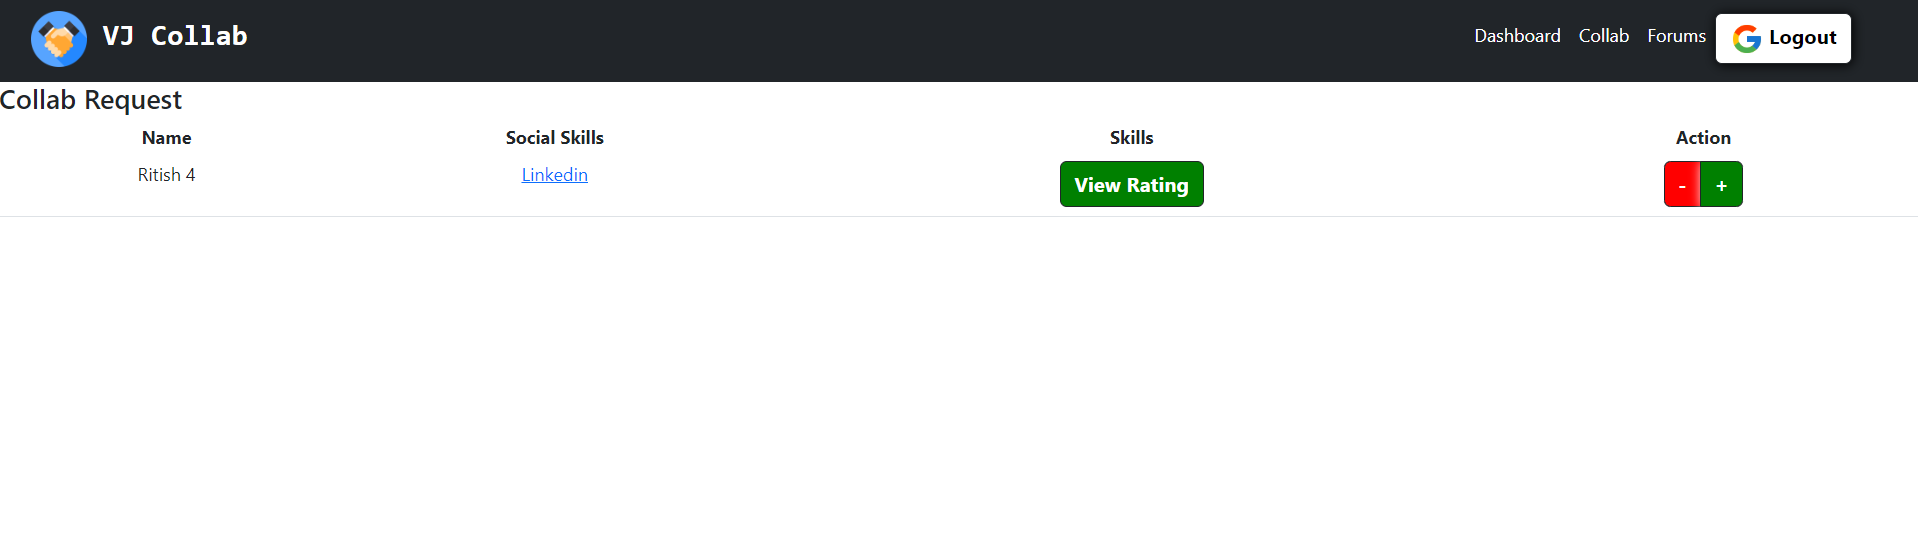 VJ Collab
Dashboard Collab Forums Logout
Collab Request
Name Social Skills Skills Action
Ritish 4 Linkedin View Rating - +